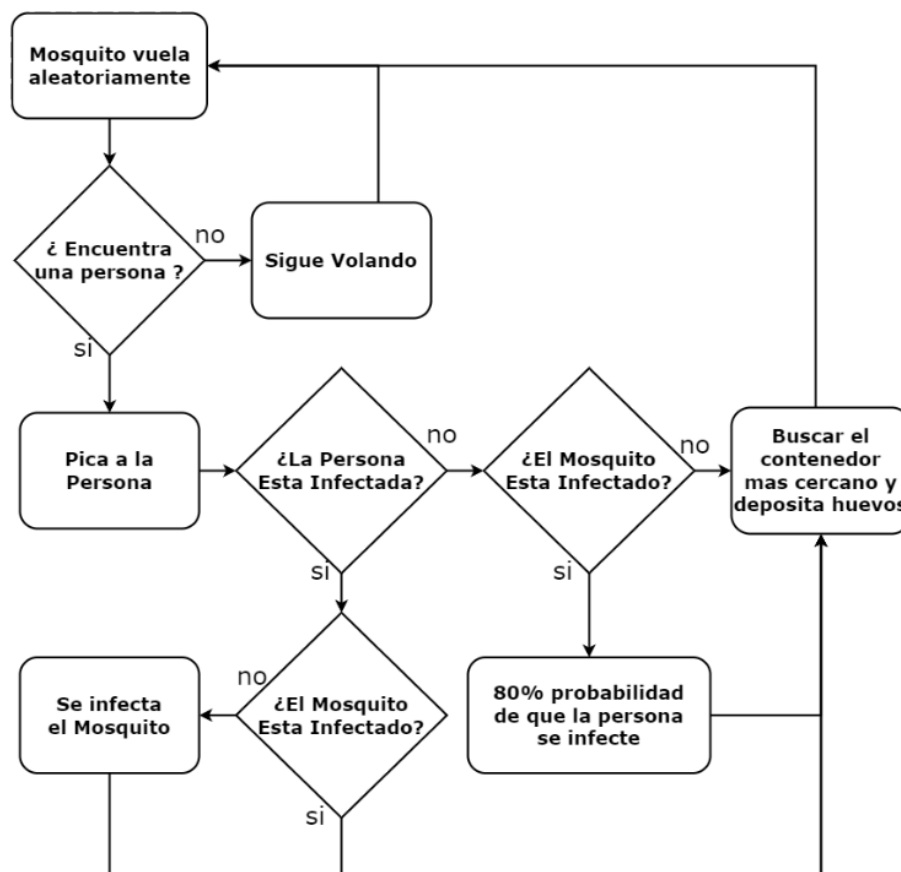 Mosquito vuela
aleatoriamente
¿ Encuentra
una persona ?
no
Sigue Volando
si
Pica a la
Persona
¿La Persona
Esta Infectada?
no
¿El Mosquito
Esta Infectado?
no
Buscar el
contenedor
mas cercano y
deposita huevos
si
si
Se infecta
el Mosquito
no
¿El Mosquito
Esta Infectado?
80% probabilidad
de que la persona
se infecte
si